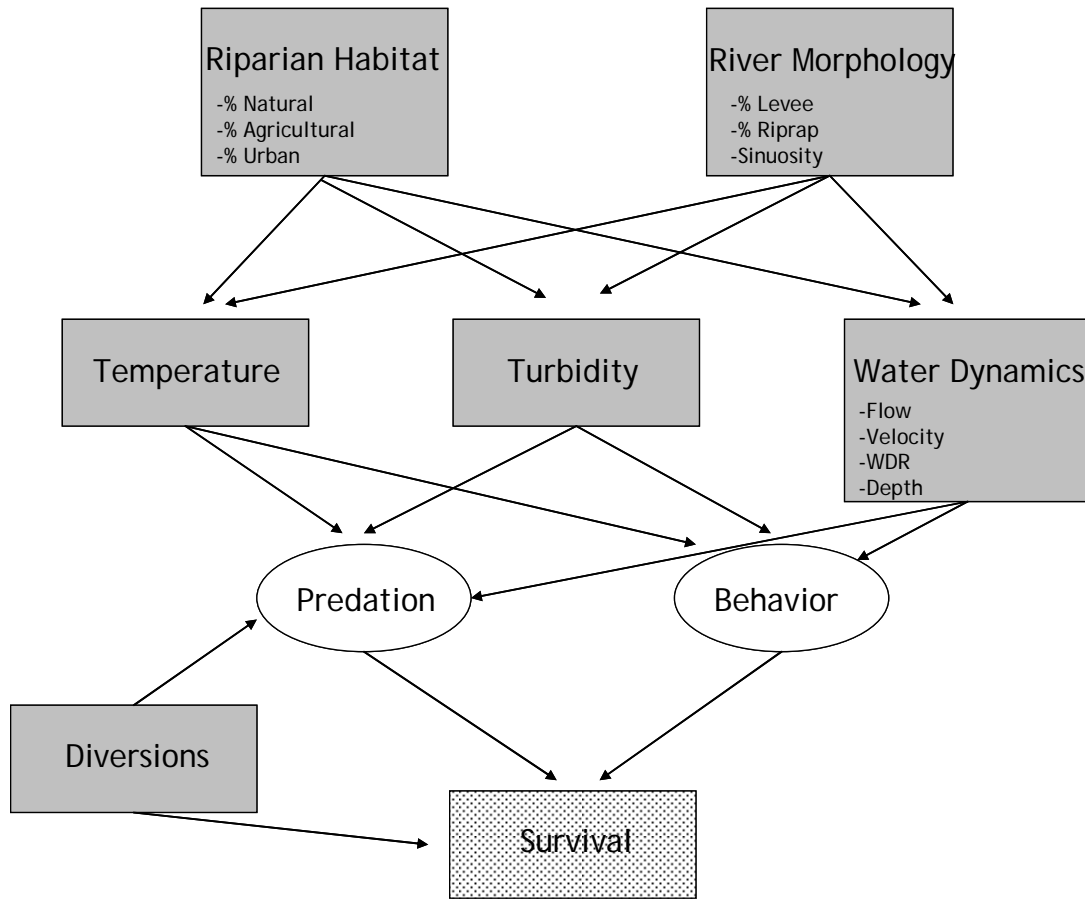 Riparian Habitat
-% Natural
-% Agricultural
-% Urban
River Morphology
-% Levee
-% Riprap
-Sinuosity
Temperature
Turbidity
Water Dynamics
-Flow
-Velocity
-WDR
-Depth
Predation
Behavior
Diversions
Survival